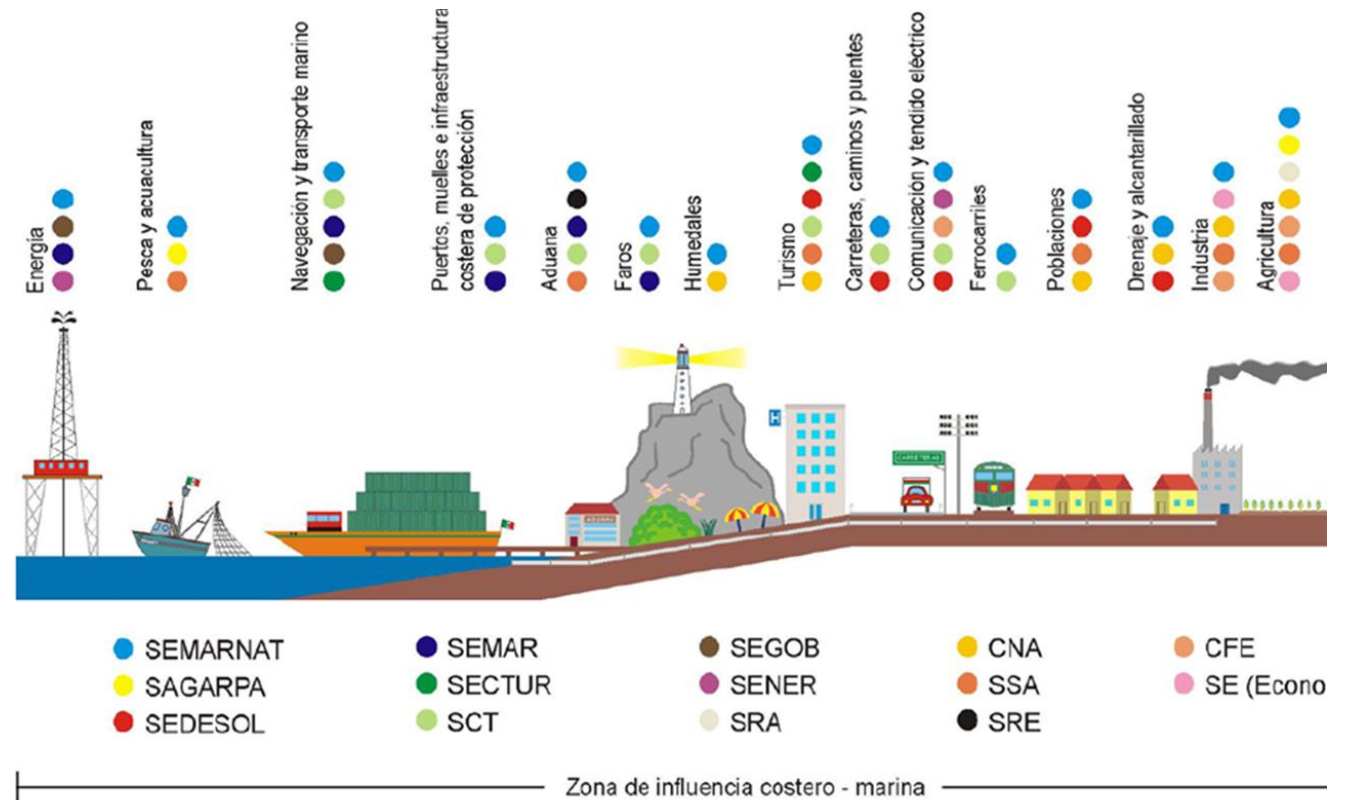 Energía
Pesca y acuacultura
Navegación y transporte marino
Puertos, muelles e infraestructura
costera de protección
Aduana
Faros
Humedales
Turismo
Carreteras, caminos y puentes
Comunicación y tendido eléctrico
Ferrocarriles
Poblaciones
Drenaje y alcantarillado
Industria
Agricultura
H
CARRETERAS
SEMARNAT
SEMAR
SEGOB
CNA
CFE
SAGARPA
SECTUR
SENER
SSA
SE (Econo
SEDESOL
SCT
SRA
SRE
Zona de influencia costero - marina